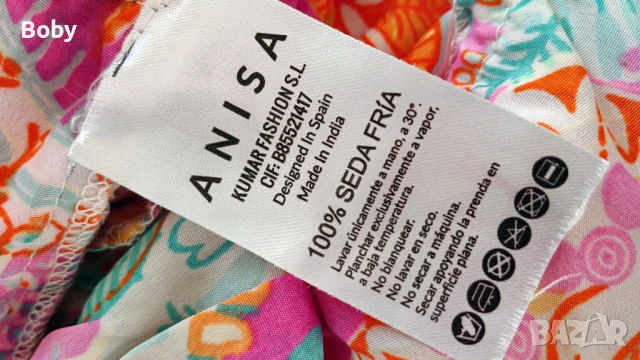 Boby
ANISA
KUMAR FASHION S.L.
CIF: B85521417
Designed In Spain
Made In India
100% SEDA FRÍA
Lavar únicamente a mano, a 30°.
Planchar exclusivamente a vapor,
a baja temperatura.
No blanquear.
No lavar en seco.
No secar a máquina.
Secar apoyando la prenda en
superficie plana.
BAZAR.BG